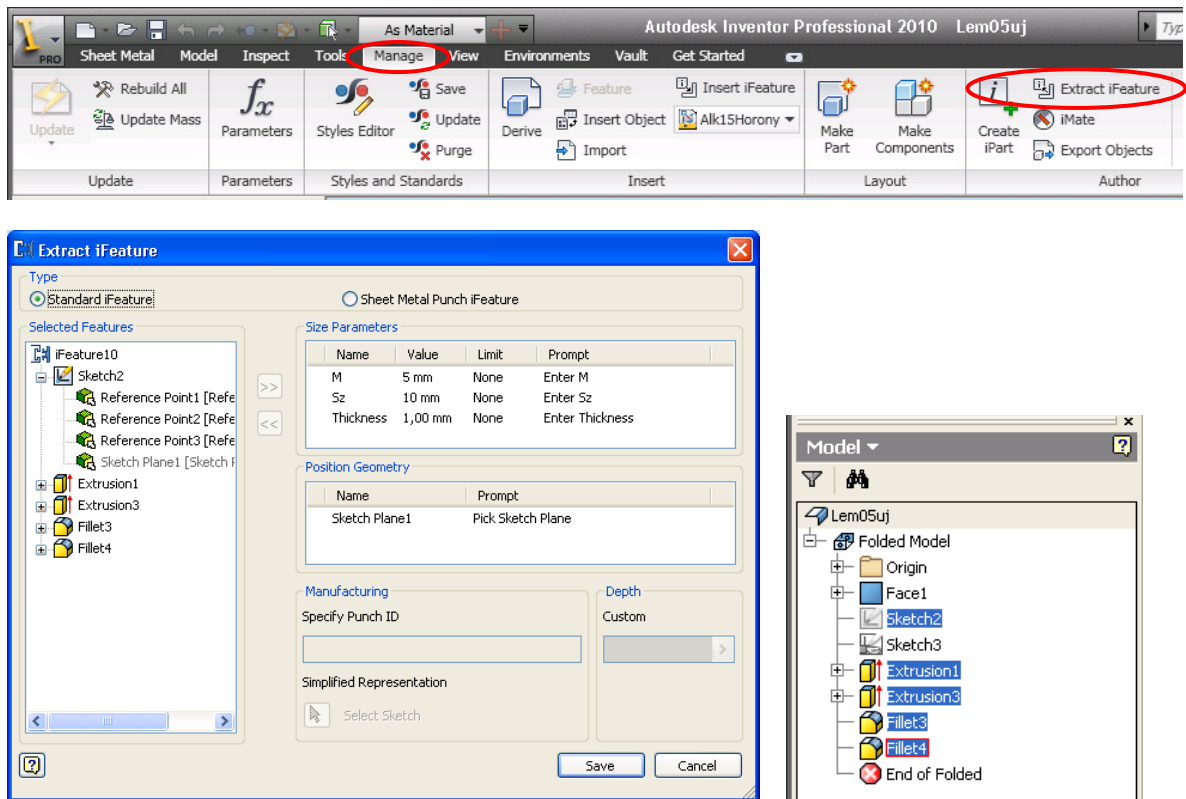 As Material
Autodesk Inventor Professional 2010 Lem05uj
PRO
Sheet Metal Model Inspect Tools Manage View Environments Vault Get Started
Update
Rebuild All
Update Mass
Update
fx
Parameters
Parameters
Styles Editor
Save
Update
Purge
Styles and Standards
Derive
Feature
Insert Object
Import
Insert iFeature
Alk15Horony
Insert
Make
Part
Make
Components
Layout
Create
iPart
Extract iFeature
iMate
Export Objects
Author
Extract iFeature
Type
Standard iFeature
Sheet Metal Punch iFeature
Selected Features
iFeature10
Sketch2
Reference Point1 [Refe
Reference Point2 [Refe
Reference Point3 [Refe
Sketch Plane1 [Sketch
Extrusion1
Extrusion3
Fillet3
Fillet4
>>
<<
Size Parameters
Name Value Limit Prompt
M 5 mm None Enter M
Sz 10 mm None Enter Sz
Thickness 1,00 mm None Enter Thickness
Position Geometry
Name Prompt
Sketch Plane1 Pick Sketch Plane
Manufacturing
Specify Punch ID
Simplified Representation
Select Sketch
Depth
Custom
Save
Cancel
Model
Lem05uj
Folded Model
Origin
Face1
Sketch2
Sketch3
Extrusion1
Extrusion3
Fillet3
Fillet4
End of Folded